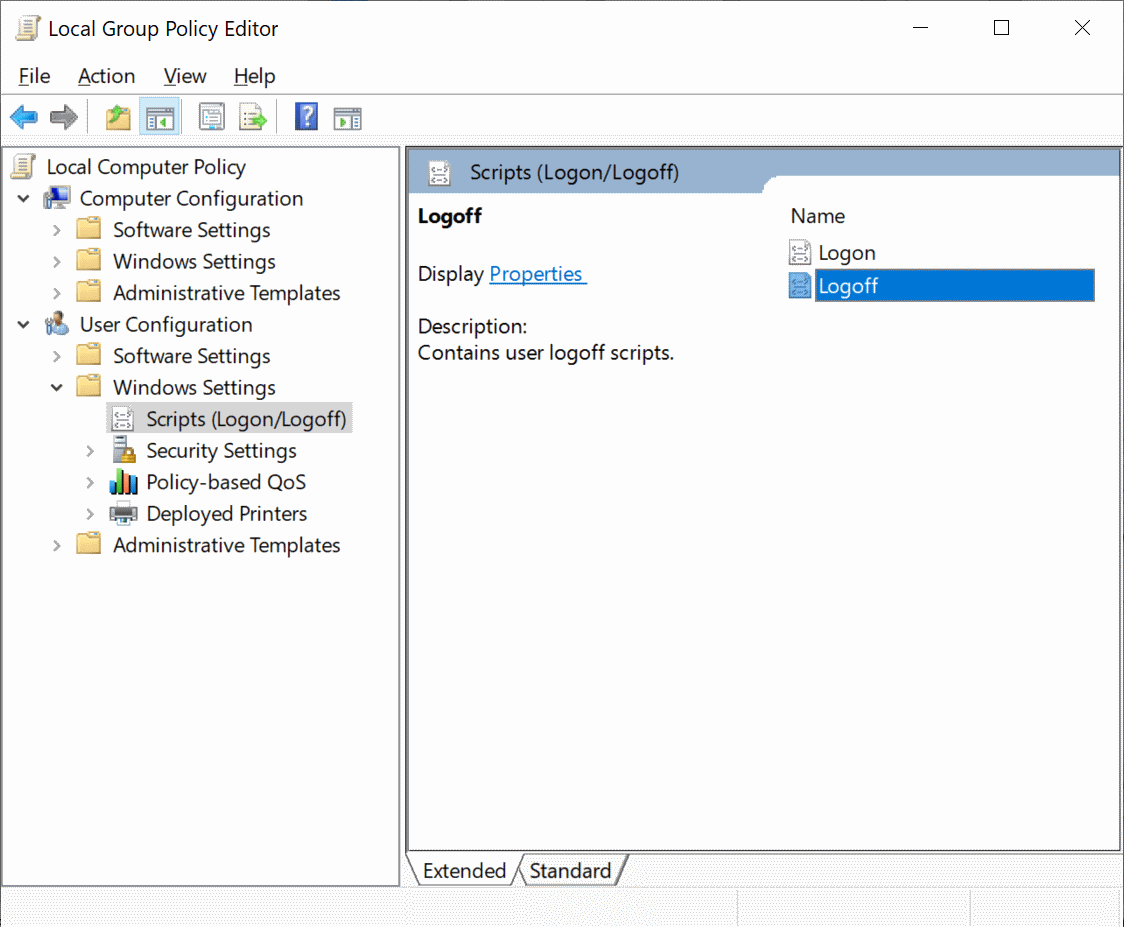 Local Group Policy Editor
File Action View Help
Local Computer Policy
Computer Configuration
Software Settings
Windows Settings
Administrative Templates
User Configuration
Software Settings
Windows Settings
Scripts (Logon/Logoff)
Security Settings
Policy-based QoS
Deployed Printers
Administrative Templates
Scripts (Logon/Logoff)
Logoff
Display Properties
Description:
Contains user logoff scripts.
Name
Logon
Logoff
Extended Standard